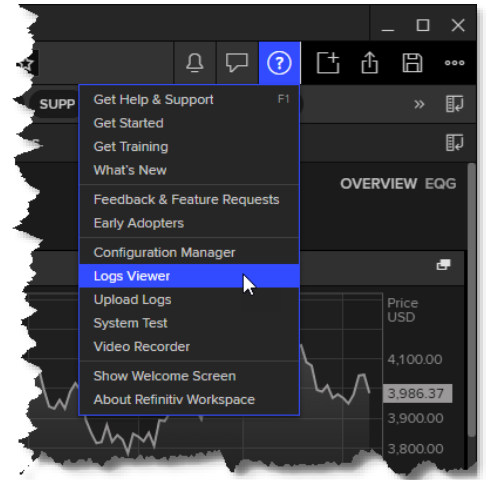 SUPP
Get Help & Support F1
Get Started
Get Training
What's New
Feedback & Feature Requests
Early Adopters
Configuration Manager
Logs Viewer
Upload Logs
System Test
Video Recorder
Show Welcome Screen
About Refinitiv Workspace
OVERVIEW EQG
Price
USD
4,100.00
3,986.37
3,900.00
3,800.00